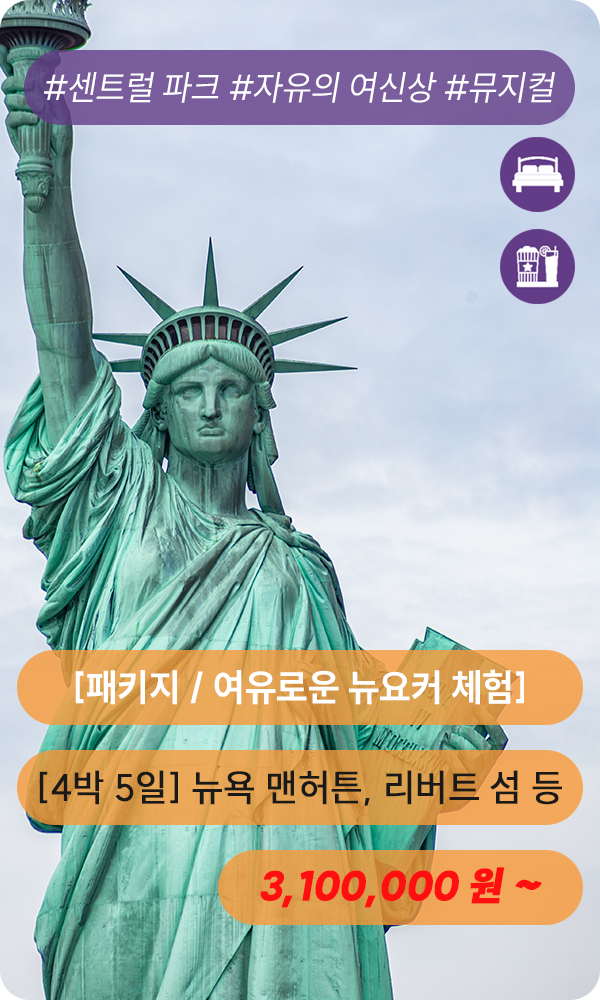 #센트럴 파크 #자유의 여신상 #뮤지컬
[패키지 / 여유로운 뉴요커 체험]
[4박 5일] 뉴욕 맨허튼, 리버트 섬 등
3,100,000 원 ~